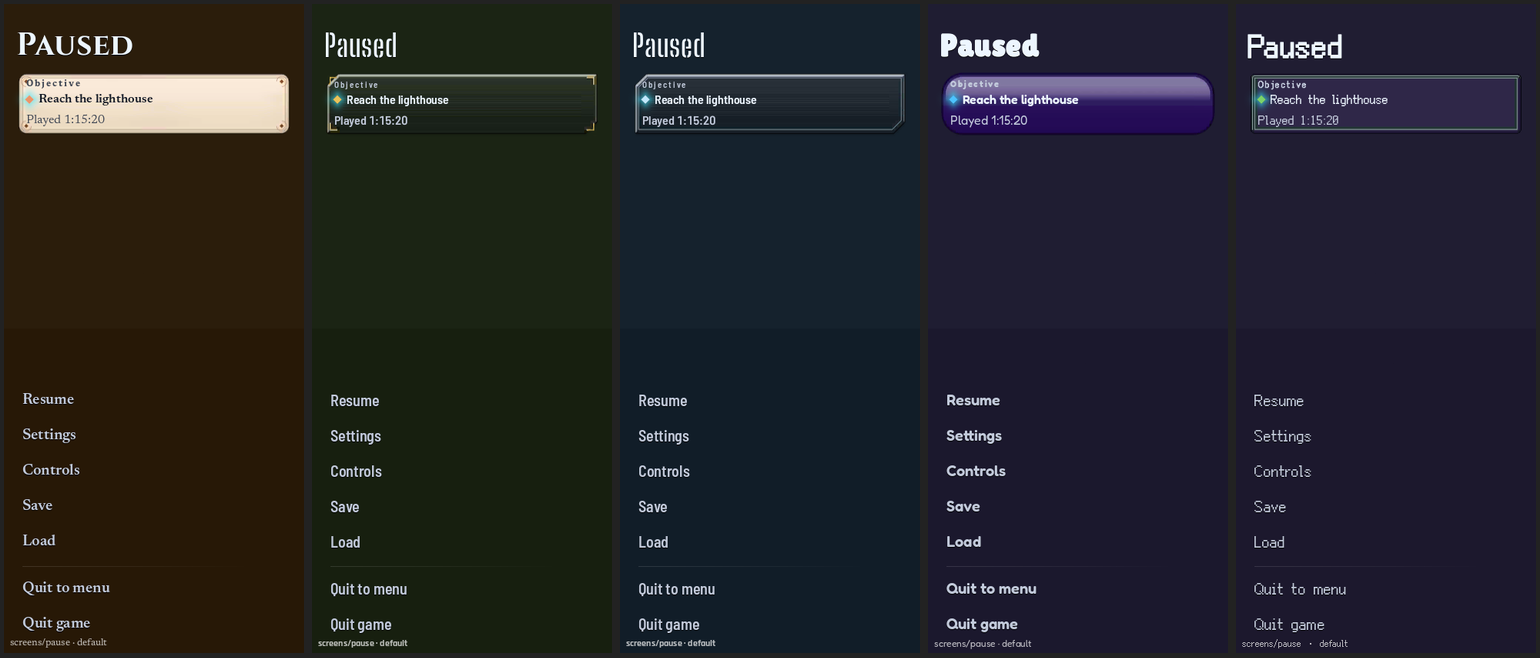 Paused
Objective
Reach the lighthouse
Played 1:15:20
Resume
Settings
Controls
Save
Load
Quit to menu
Quit game
screens/pause · default
Paused
Objective
Reach the lighthouse
Played 1:15:20
Resume
Settings
Controls
Save
Load
Quit to menu
Quit game
screens/pause · default
Paused
Objective
Reach the lighthouse
Played 1:15:20
Resume
Settings
Controls
Save
Load
Quit to menu
Quit game
screens/pause · default
Paused
Objective
Reach the lighthouse
Played 1:15:20
Resume
Settings
Controls
Save
Load
Quit to menu
Quit game
screens/pause · default
Paused
Objective
Reach the lighthouse
Played 1:15:20
Resume
Settings
Controls
Save
Load
Quit to menu
Quit game
screens/pause · default